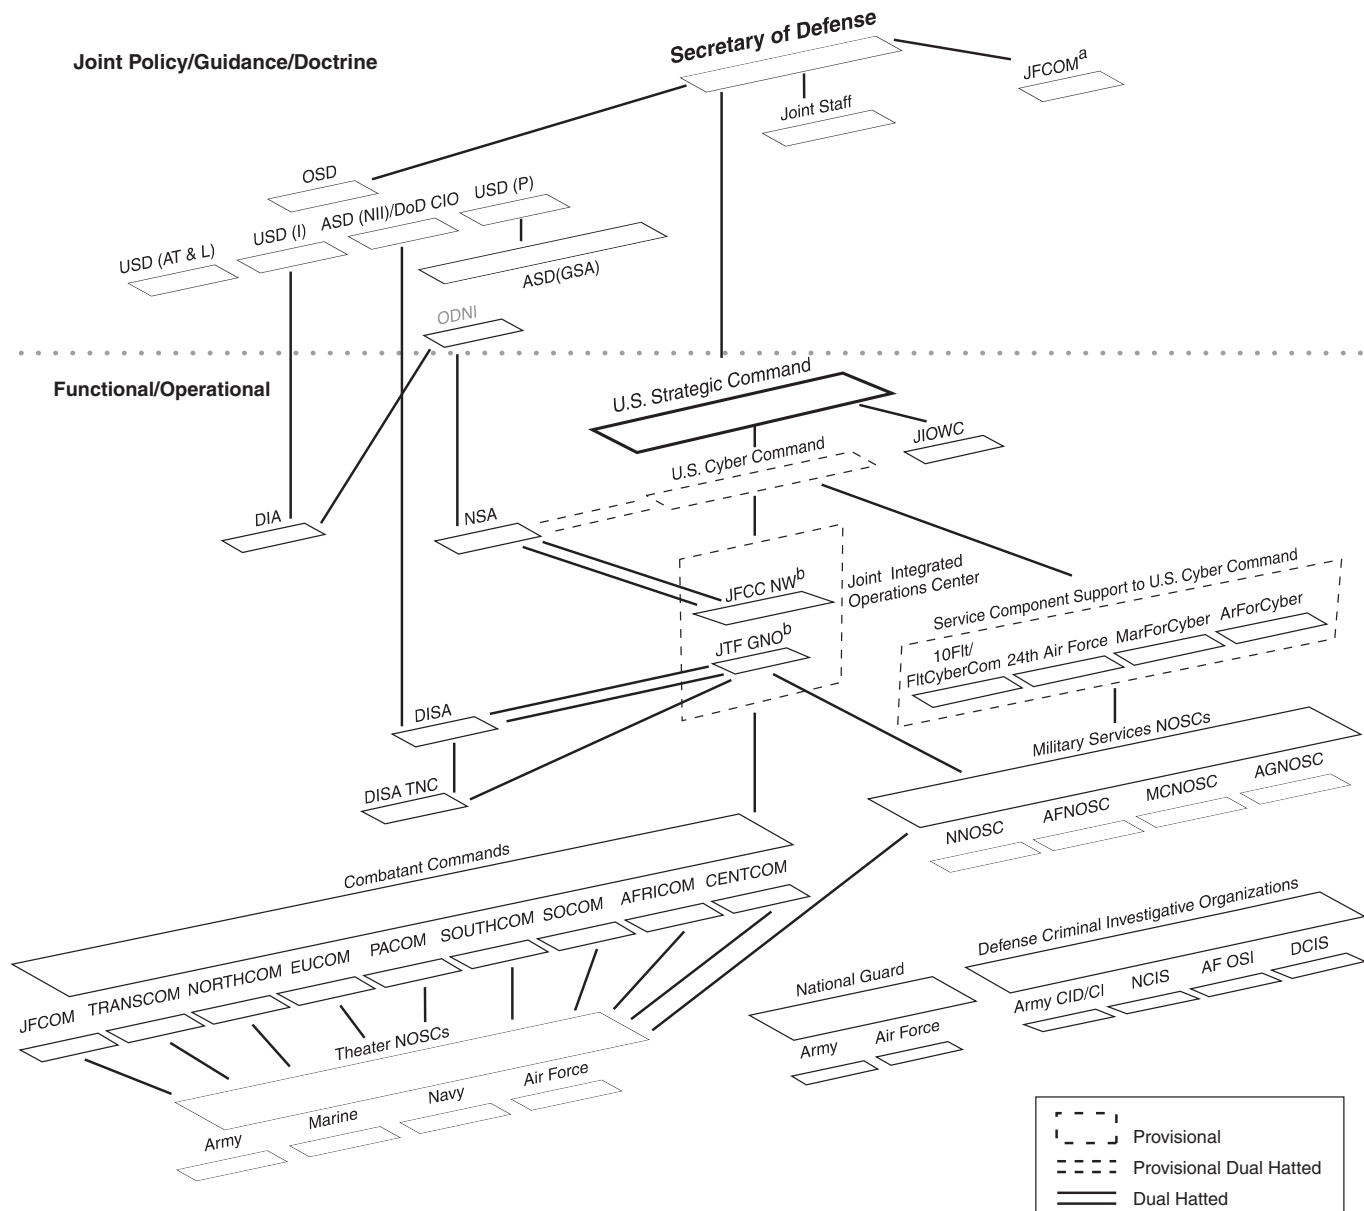 Secretary of Defense
Joint Policy/Guidance/Doctrine
JFCOMa
Joint Staff
OSD
USD (P)
ASD (NII)/DoD CIO
USD (I)
USD (AT & L)
ASD(GSA)
ODNI
Functional/Operational
U.S. Strategic Command
JIOWC
U.S. Cyber Command
DIA
NSA
JFCC NWb
Joint Integrated
Operations Center
JTF GNOb
Service Component Support to U.S. Cyber Command
10Flt/
FltCyberCom
24th Air Force
MarForCyber
ArForCyber
DISA
DISA TNC
Military Services NOSCs
NNOSC
AFNOSC
MCNOSC
AGNOSC
Combatant Commands
JFCOM
TRANSCOM
NORTHCOM
EUCOM
PACOM
SOUTHCOM
SOCOM
AFRICOM
CENTCOM
Theater NOSCs
Army
Marine
Navy
Air Force
National Guard
Army
Air Force
Defense Criminal Investigative Organizations
Army CID/CI
NCIS
AF OSI
DCIS
Provisional
Provisional Dual Hatted
Dual Hatted